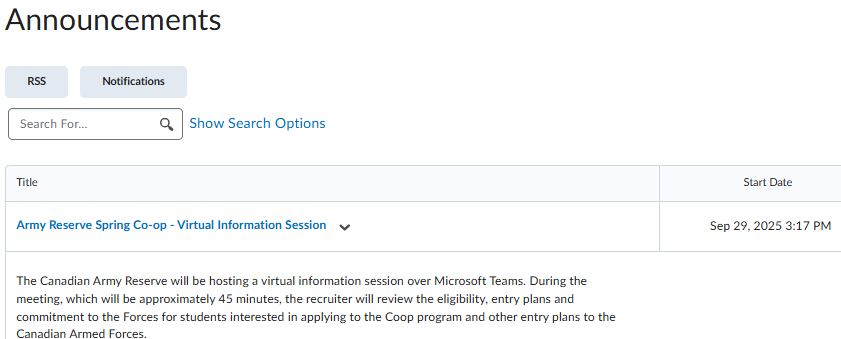 Announcements
RSS Notifications
Search For... Show Search Options
Title Start Date
Army Reserve Spring Co-op - Virtual Information Session Sep 29, 2025 3:17 PM
The Canadian Army Reserve will be hosting a virtual information session over Microsoft Teams. During the
meeting, which will be approximately 45 minutes, the recruiter will review the eligibility, entry plans and
commitment to the Forces for students interested in applying to the Coop program and other entry plans to the
Canadian Armed Forces.